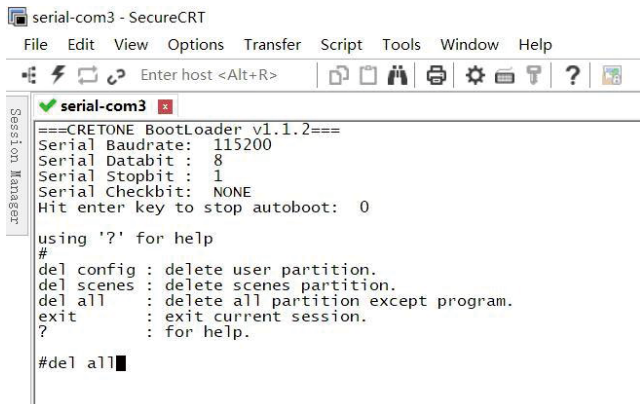 serial-com3 - SecureCRT
File Edit View Options Transfer Script Tools Window Help
Enter host <Alt+R>
Session Manager
serial-com3
===CRETONE BootLoader v1.1.2===
Serial Baudrate:  115200
Serial Databit :  8
Serial Stopbit :  1
Serial Checkbit:  NONE
Hit enter key to stop autoboot:  0
using '?' for help
#
del config : delete user partition.
del scenes : delete scenes partition.
del all    : delete all partition except program.
exit       : exit current session.
?          : for help.
#del all